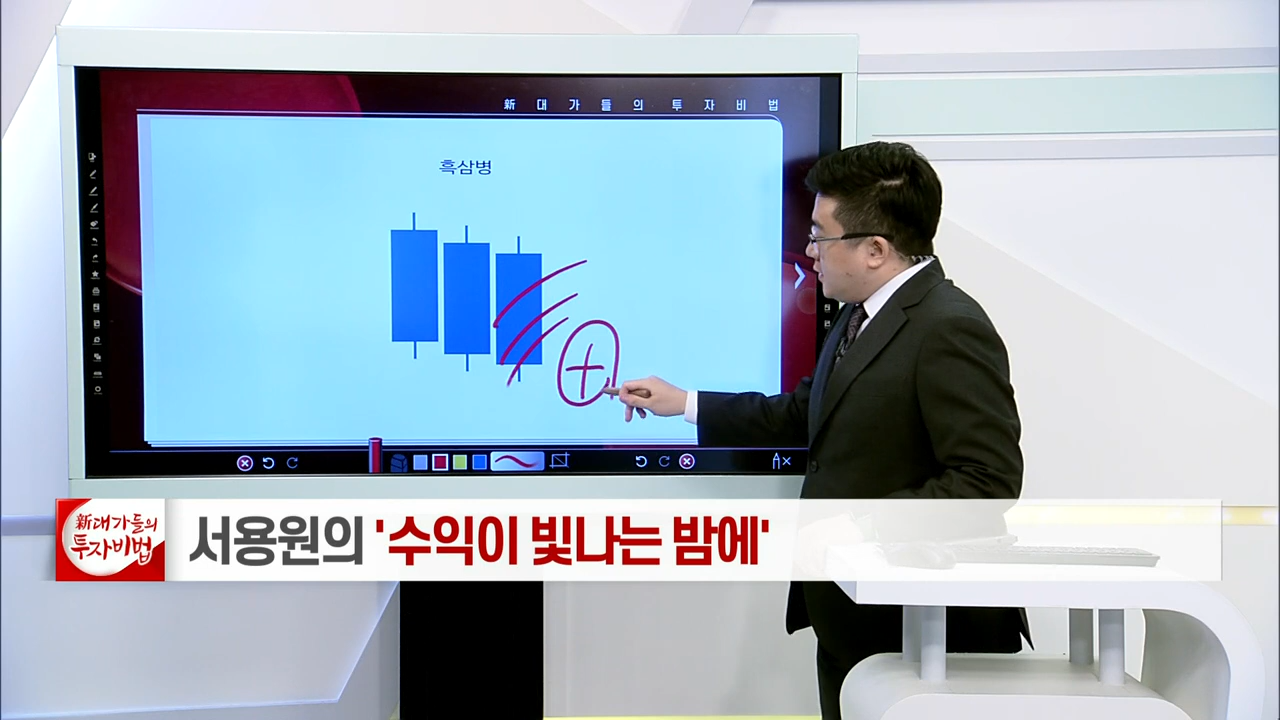 新 대 가 들 의 투 자 비 법
흑삼병
+
新대가들의
투자비법
서용원의 '수익이 빛나는 밤에'